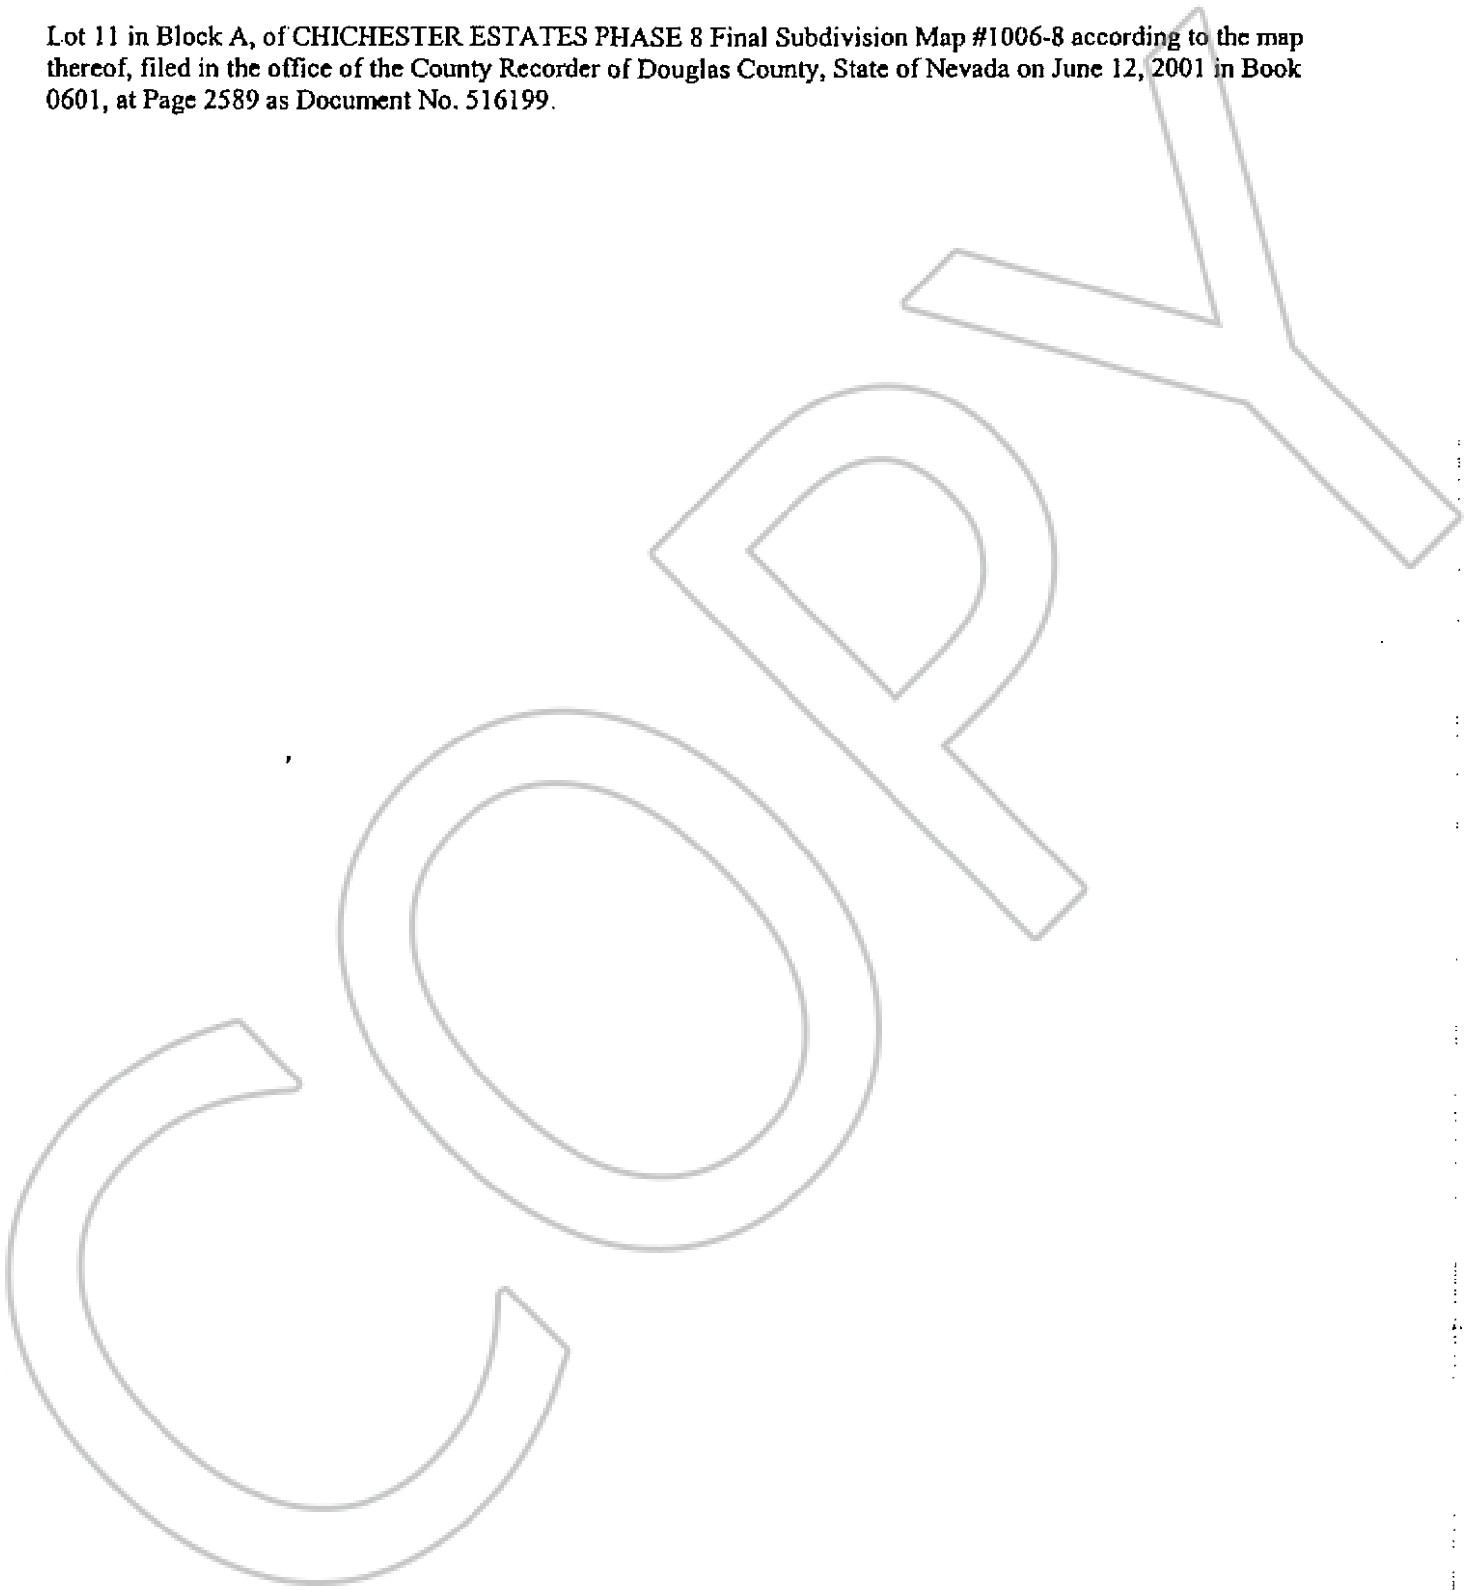 Lot 11 in Block A, of CHICHESTER ESTATES PHASE 8 Final Subdivision Map #1006-8 according to the map
thereof, filed in the office of the County Recorder of Douglas County, State of Nevada on June 12, 2001 in Book
0601, at Page 2589 as Document No. 516199.
COPY